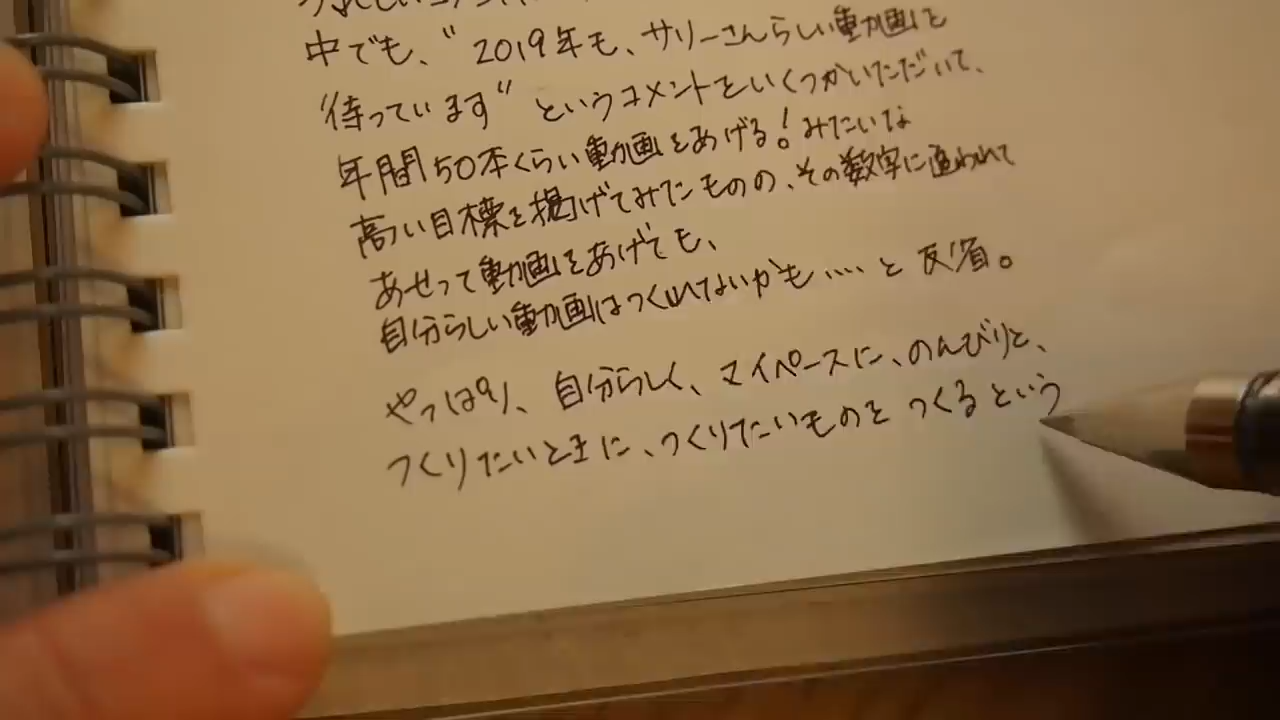 うれしいコメント
中でも、"2019年も、サリーさんらしい動画を
待っています"というコメントをいくつかいただいて、
年間50本くらい動画をあげる!みたいな
高い目標を掲げてみたものの、その数字に追われて
あせって動画をあげても、
自分らしい動画はつくれてないかも....と反省。
やっぱり、自分らしく、マイペースに、のんびりと、
つくりたいときに、つくりたいものをつくるという